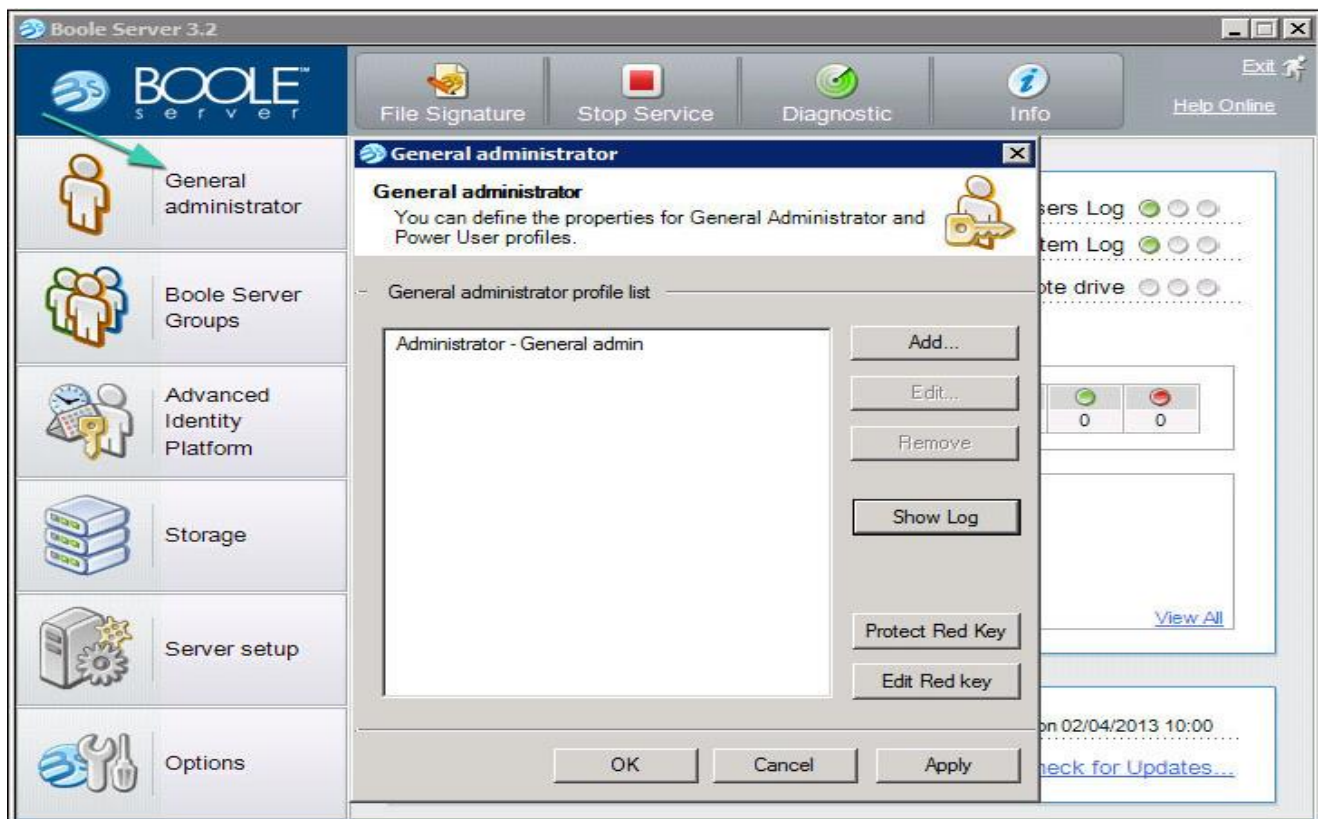 Boole Server 3.2
BOOLE™
server
File Signature
Stop Service
Diagnostic
Info
Exit
Help Online
General
administrator
Boole Server
Groups
Advanced
Identity
Platform
Storage
Server setup
Options
General administrator
General administrator
You can define the properties for General Administrator and
Power User profiles.
General administrator profile list
Administrator - General admin
Add...
Edit...
Remove
Show Log
Protect Red Key
Edit Red key
OK
Cancel
Apply
sers Log
tem Log
ote drive
0 0
View All
on 02/04/2013 10:00
heck for Updates...